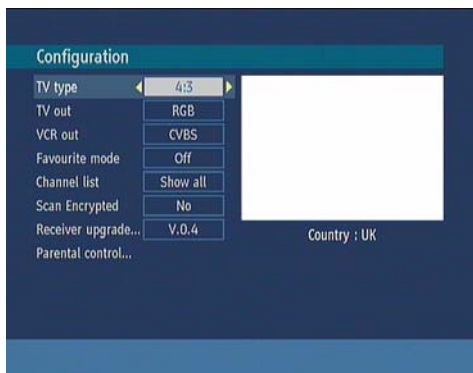 Configuration
TV type 4:3
TV out RGB
VCR out CVBS
Favourite mode Off
Channel list Show all
Scan Encrypted No
Receiver upgrade... V.0.4
Parental control...
Country : UK